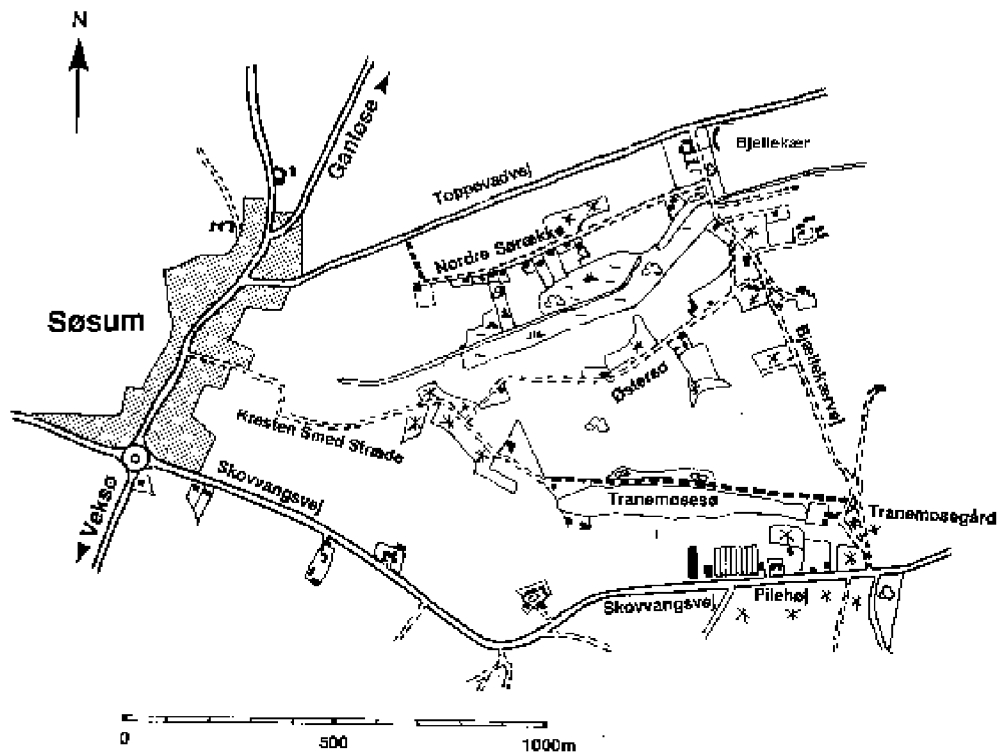 N
Ganløse
Bjellekær
Toppevadvej
Nordre Sørække
Søsum
Bjællekærvej
Østerød
Kresten Smed Stræde
Skovvangsvej
Veksø
Tranemosesø
Tranemosegård
Skovvangsvej
Pilehøj
0 500 1000m